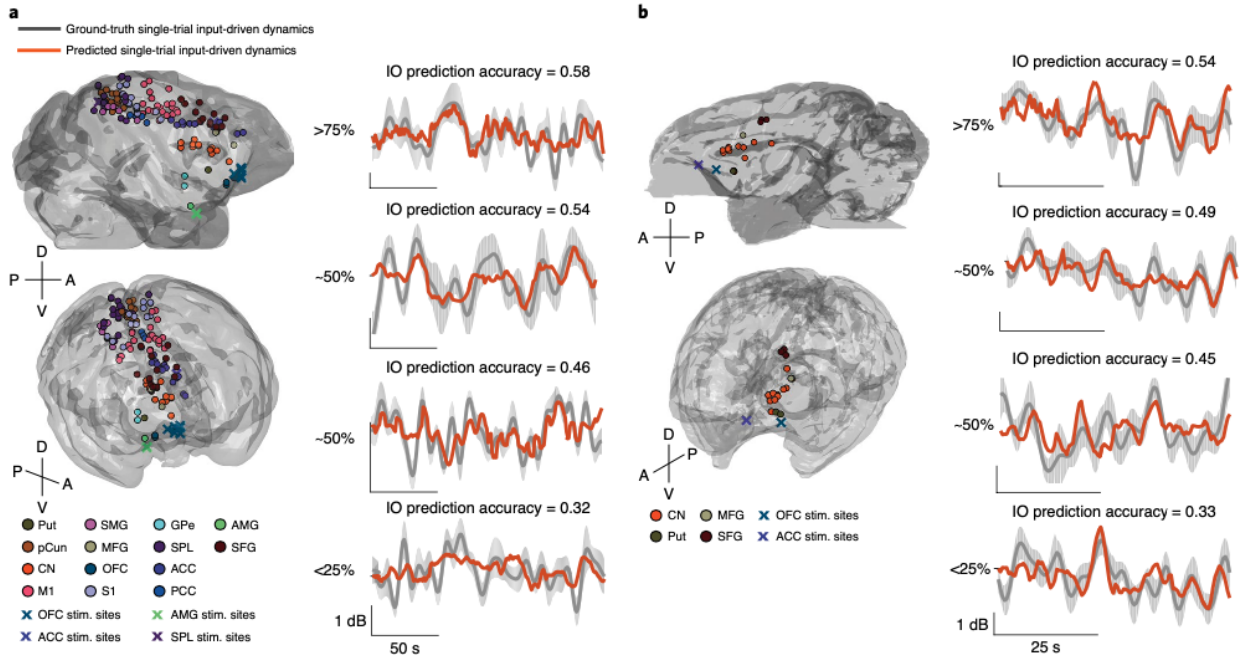 a
Ground-truth single-trial input-driven dynamics
Predicted single-trial input-driven dynamics
IO prediction accuracy = 0.58
>75%
IO prediction accuracy = 0.54
~50%
IO prediction accuracy = 0.46
~50%
IO prediction accuracy = 0.32
<25%
1 dB
50 s
D
P A
V
D
P
A
V
Put SMG GPe AMG
pCun MFG SPL SFG
CN OFC ACC
M1 S1 PCC
OFC stim. sites AMG stim. sites
ACC stim. sites SPL stim. sites
b
IO prediction accuracy = 0.54
>75%
IO prediction accuracy = 0.49
~50%
IO prediction accuracy = 0.45
~50%
IO prediction accuracy = 0.33
<25%
1 dB
25 s
D
A P
V
D
P
A
V
CN MFG OFC stim. sites
Put SFG ACC stim. sites